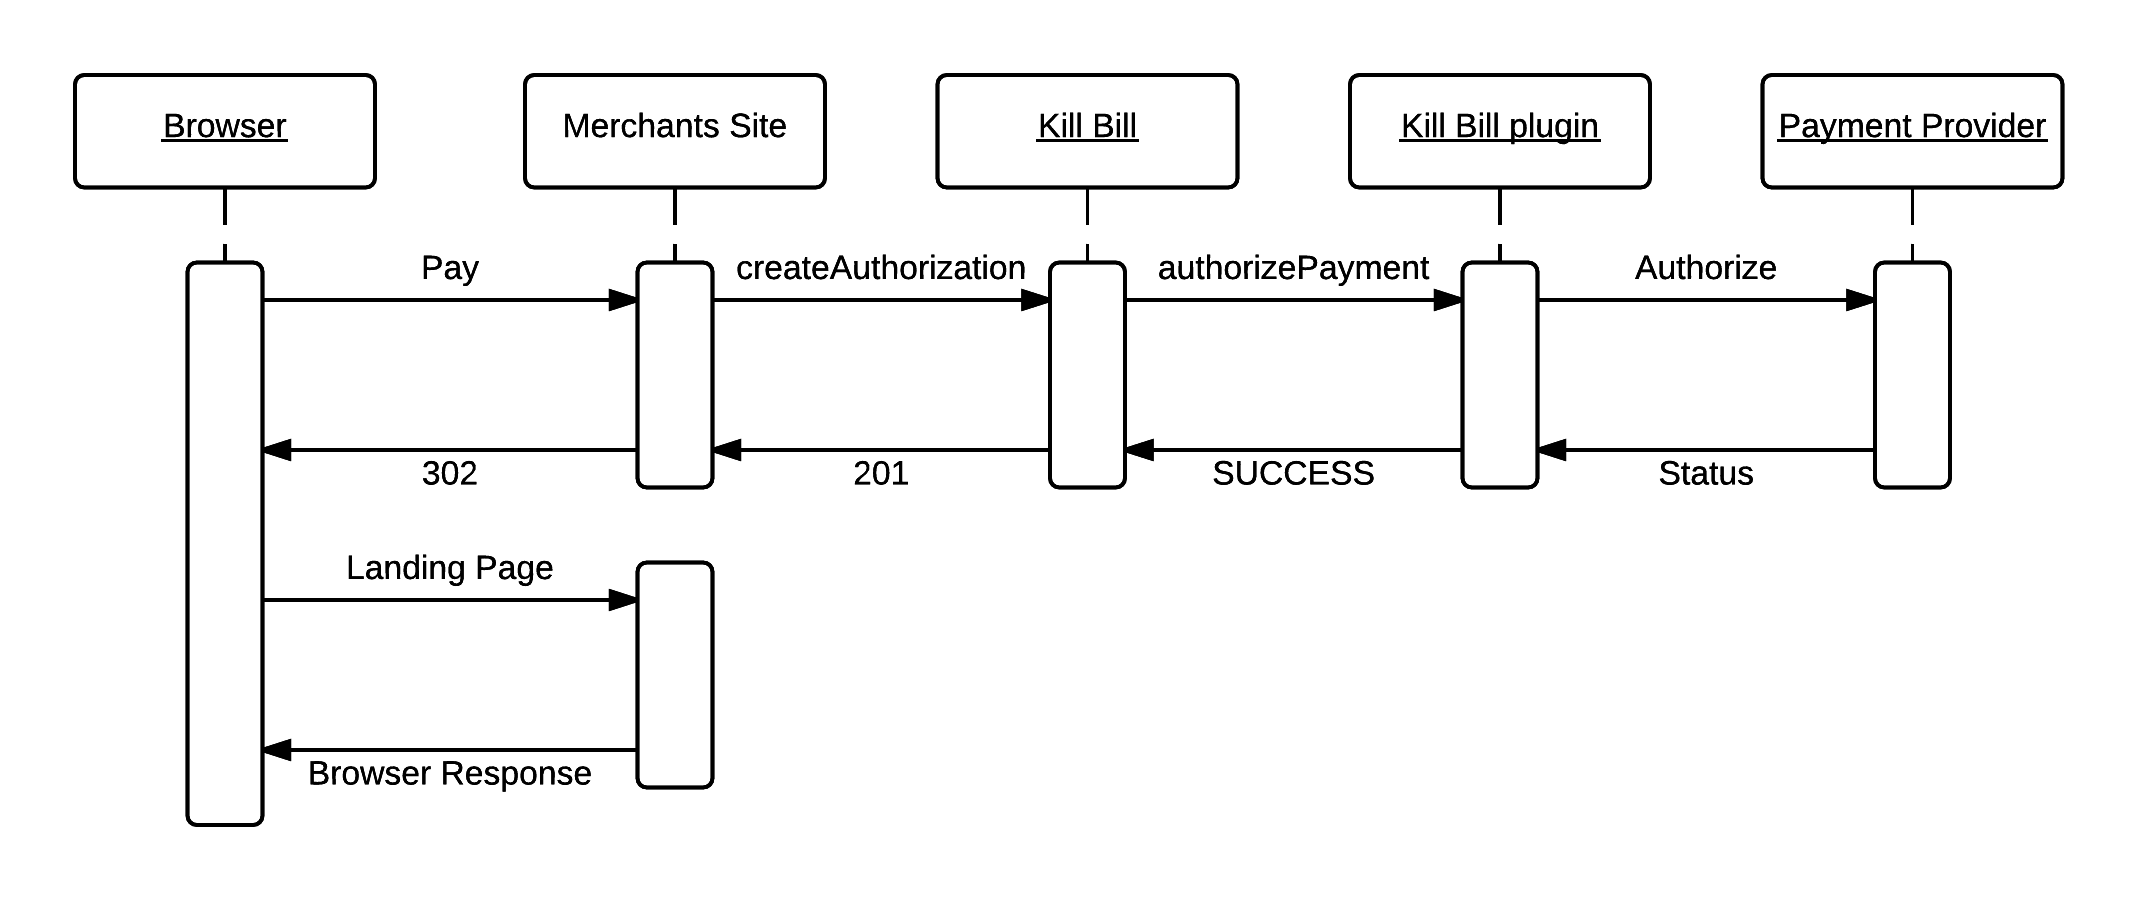 Browser
Merchants Site
Kill Bill
Kill Bill plugin
Payment Provider
Pay
createAuthorization
authorizePayment
Authorize
302
201
SUCCESS
Status
Landing Page
Browser Response